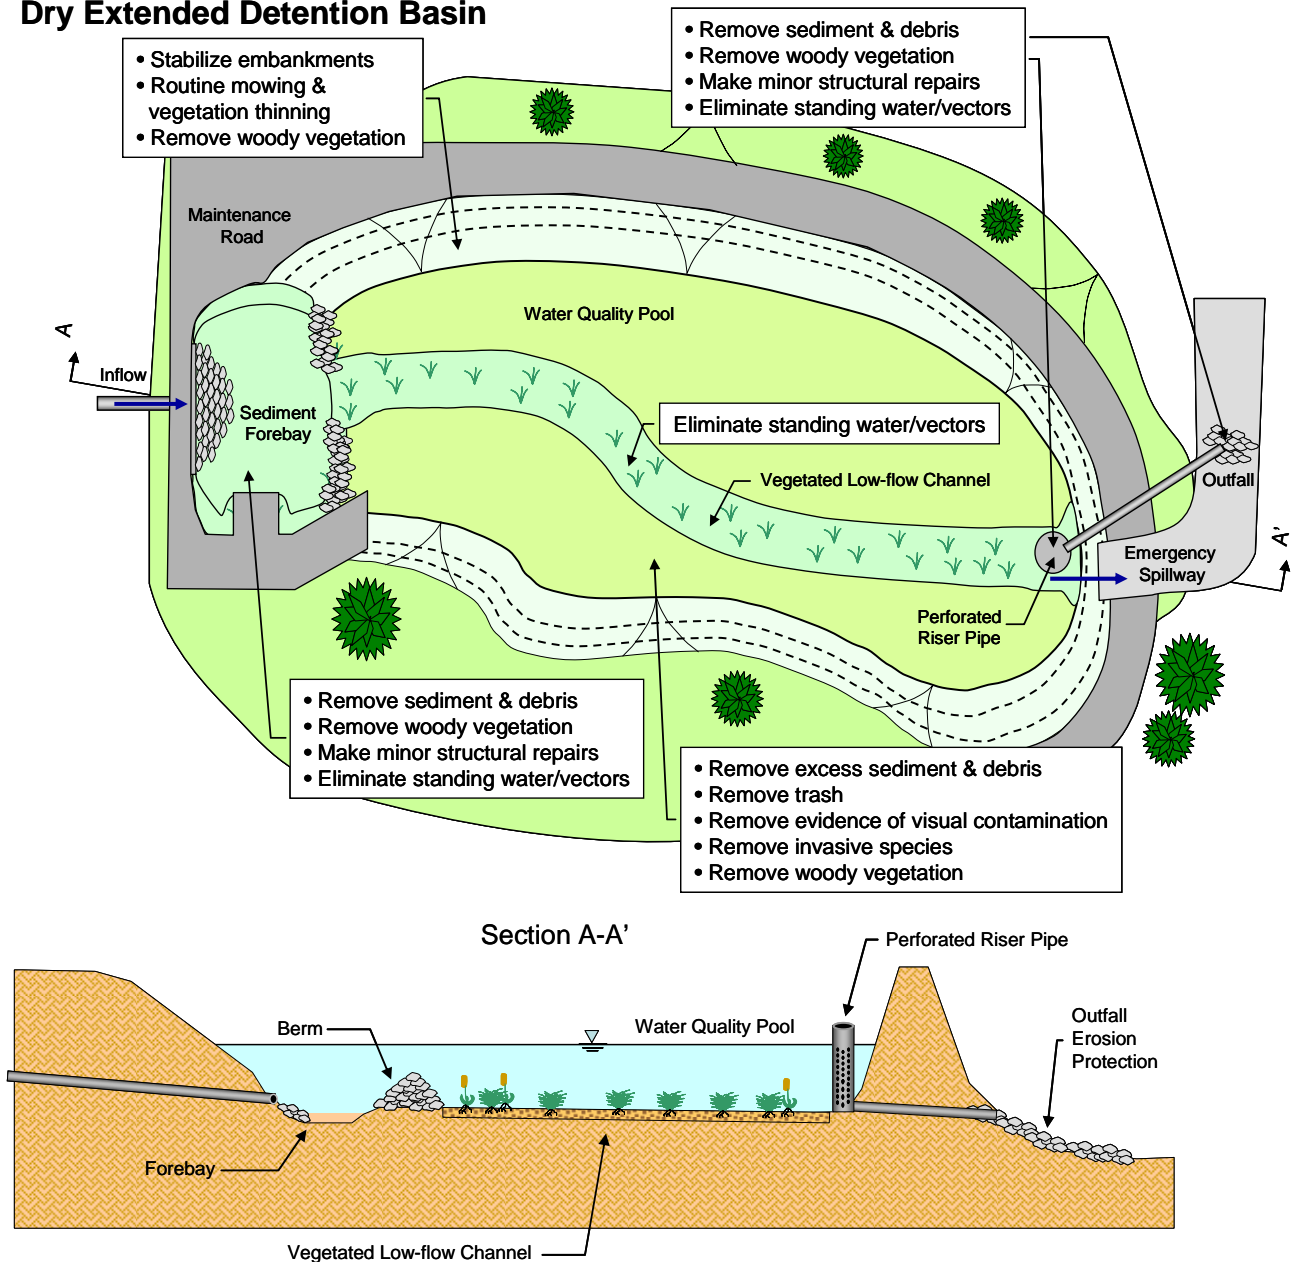 Dry Extended Detention Basin
• Stabilize embankments
• Routine mowing &
vegetation thinning
• Remove woody vegetation
• Remove sediment & debris
• Remove woody vegetation
• Make minor structural repairs
• Eliminate standing water/vectors
Maintenance
Road
Water Quality Pool
A
Inflow
Sediment
Forebay
Eliminate standing water/vectors
Vegetated Low-flow Channel
Outfall
Emergency
Spillway
A'
Perforated
Riser Pipe
• Remove sediment & debris
• Remove woody vegetation
• Make minor structural repairs
• Eliminate standing water/vectors
• Remove excess sediment & debris
• Remove trash
• Remove evidence of visual contamination
• Remove invasive species
• Remove woody vegetation
Section A-A’
Perforated Riser Pipe
Berm
Water Quality Pool
Outfall
Erosion
Protection
Forebay
Vegetated Low-flow Channel